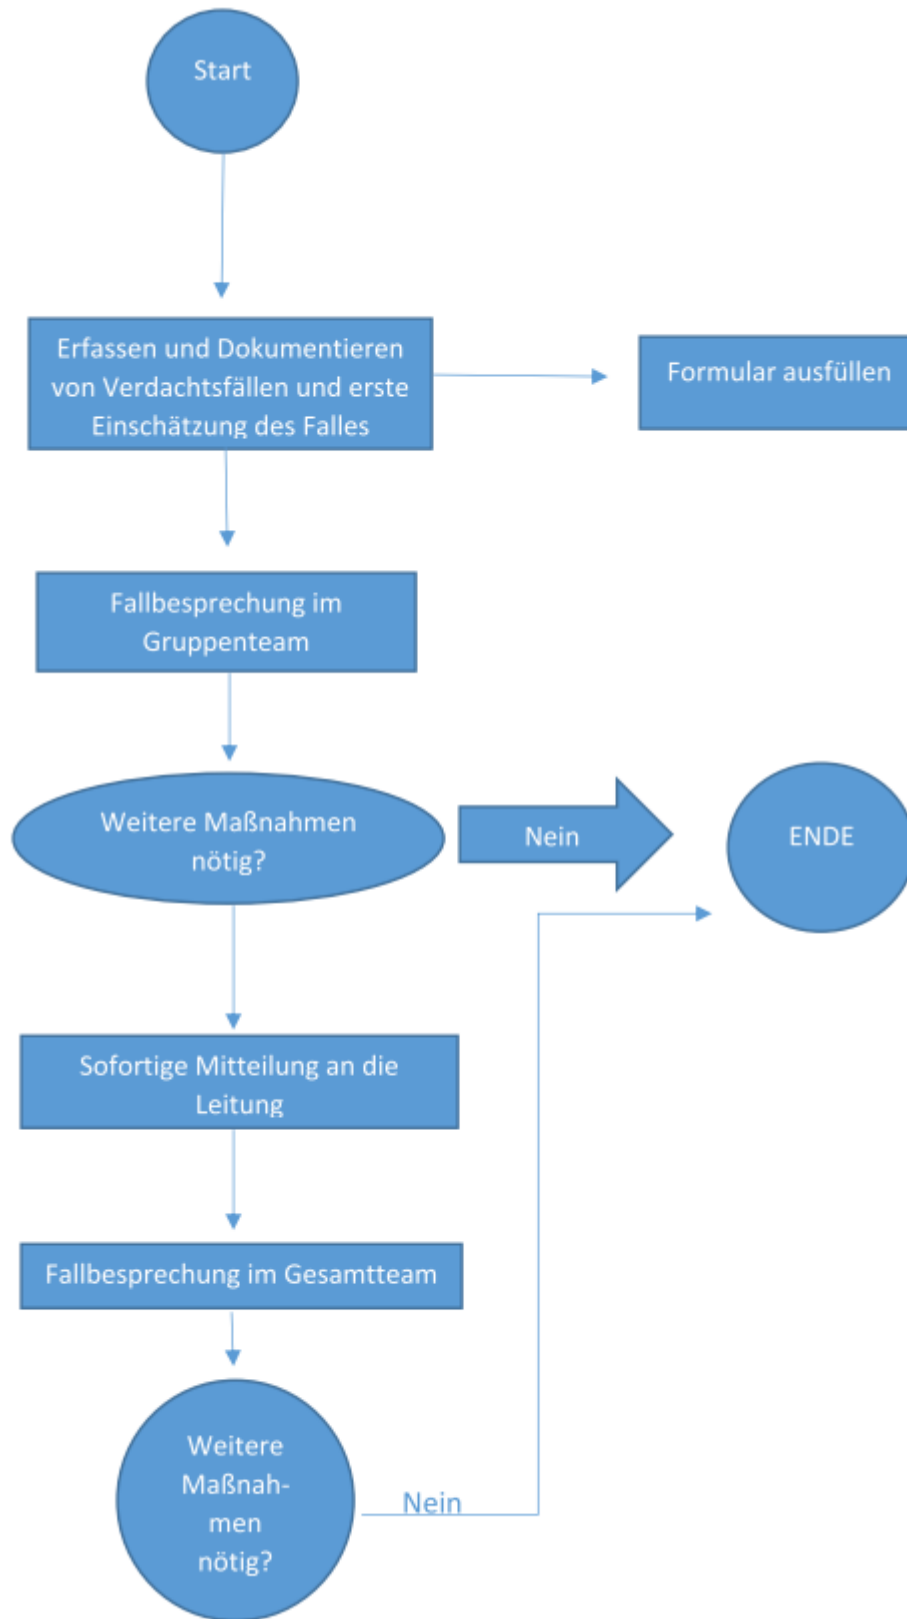 Start
Erfassen und Dokumentieren
von Verdachtsfällen und erste
Einschätzung des Falles
Formular ausfüllen
Fallbesprechung im
Gruppenteam
Weitere Maßnahmen
nötig?
Nein
ENDE
Sofortige Mitteilung an die
Leitung
Fallbesprechung im Gesamtteam
Weitere
Maßnah-
men
nötig?
Nein